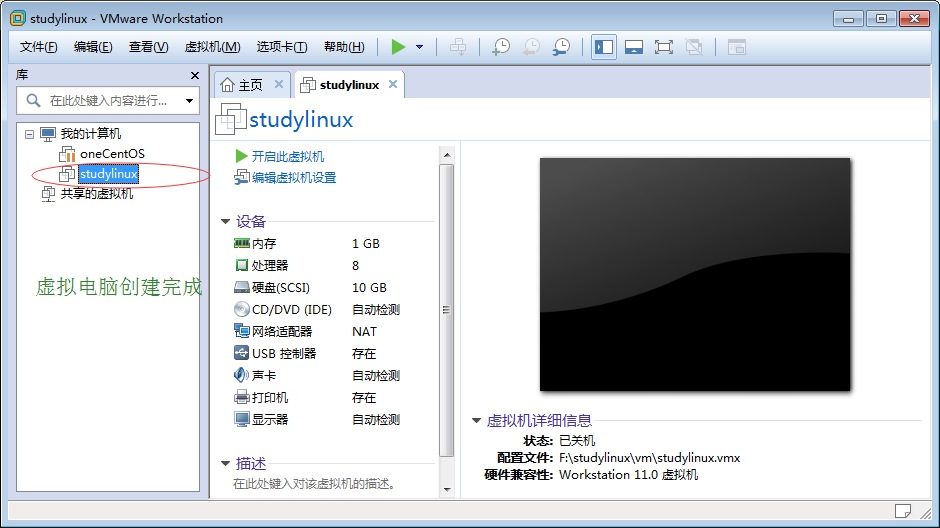 studylinux - VMware Workstation
文件(F) 编辑(E) 查看(V) 虚拟机(M) 选项卡(T) 帮助(H)
库
在此处键入内容进行...
我的计算机
oneCentOS
studylinux
共享的虚拟机
虚拟电脑创建完成
主页 studylinux
studylinux
开启此虚拟机
编辑虚拟机设置
设备
内存 1 GB
处理器 8
硬盘(SCSI) 10 GB
CD/DVD (IDE) 自动检测
网络适配器 NAT
USB 控制器 存在
声卡 自动检测
打印机 存在
显示器 自动检测
描述
在此处键入对该虚拟机的描述。
虚拟机详细信息
状态: 已关机
配置文件: F:\studylinux\vm\studylinux.vmx
硬件兼容性: Workstation 11.0 虚拟机